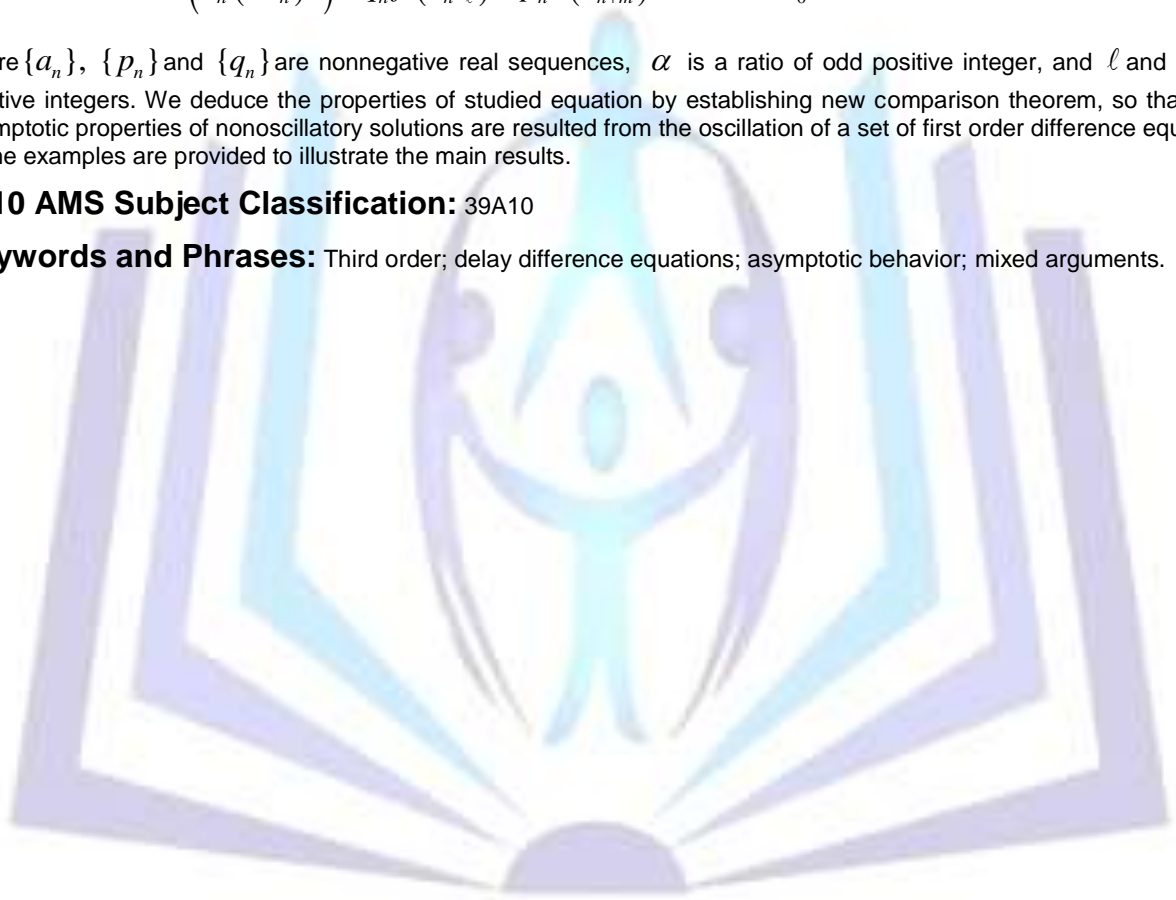 re {a_n}, {p_n} and {q_n} are nonnegative real sequences, α is a ratio of odd positive integer, and ℓ and
tive integers. We deduce the properties of studied equation by establishing new comparison theorem, so tha
mptotic properties of nonoscillatory solutions are resulted from the oscillation of a set of first order difference equ
ne examples are provided to illustrate the main results.
10 AMS Subject Classification: 39A10
ywords and Phrases: Third order; delay difference equations; asymptotic behavior; mixed arguments.